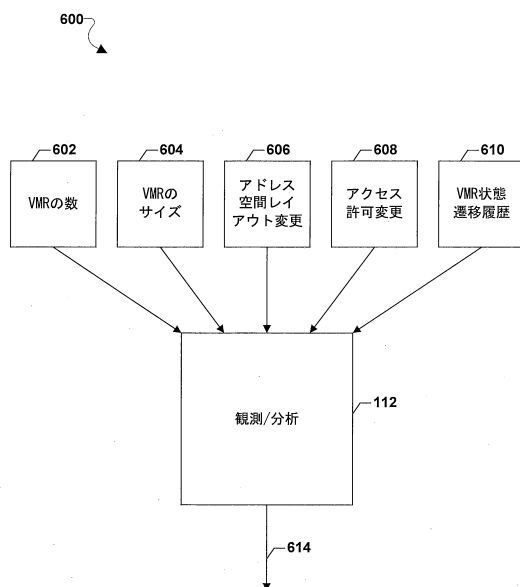 600
602
604
606
608
610
VMRの数
VMRの
サイズ
アドレス
空間レイ
アウト変更
アクセス
許可変更
VMR状態
遷移履歴
観測/分析
112
614